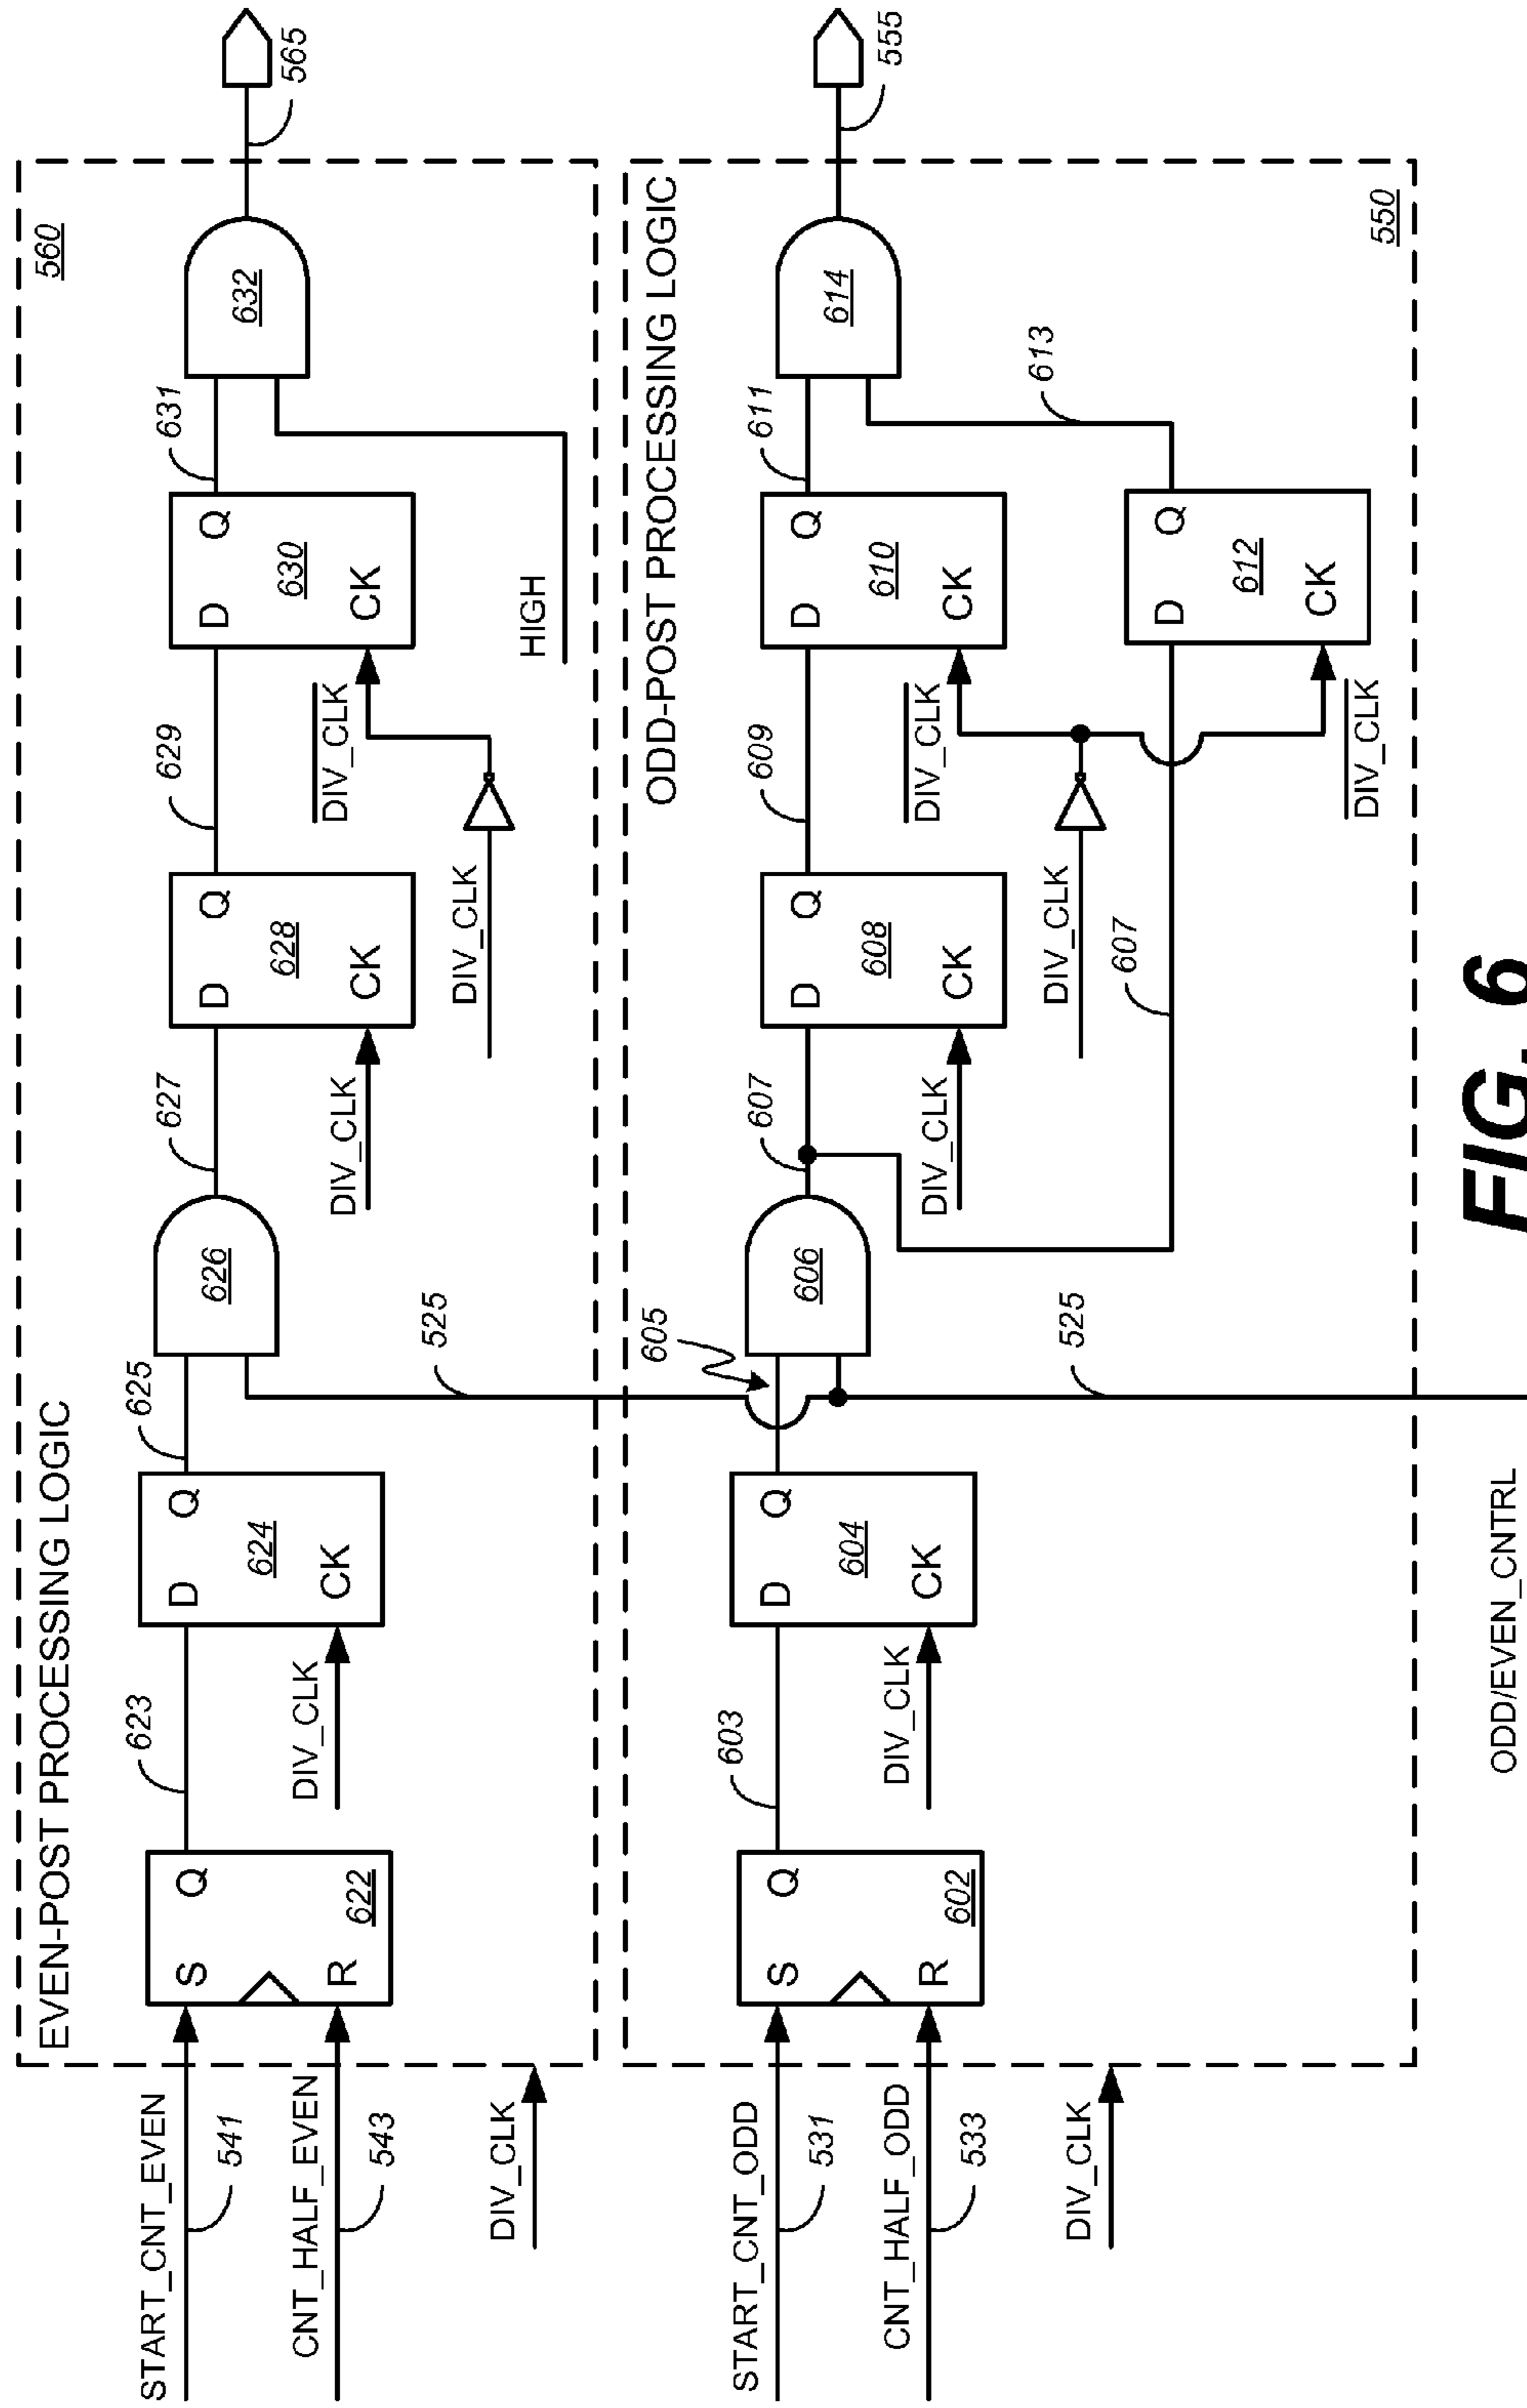 EVEN-POST PROCESSING LOGIC
560
START_CNT_EVEN
541
CNT_HALF_EVEN
543
DIV_CLK
S
Q
R
622
623
D
Q
624
CK
DIV_CLK
625
626
525
627
D
Q
628
CK
DIV_CLK
629
D
Q
630
CK
DIV_CLK
DIV_CLK
HIGH
631
632
565
ODD-POST PROCESSING LOGIC
550
START_CNT_ODD
531
CNT_HALF_ODD
533
DIV_CLK
S
Q
R
602
603
D
Q
604
CK
DIV_CLK
605
606
525
607
D
Q
608
CK
DIV_CLK
607
609
D
Q
610
CK
DIV_CLK
DIV_CLK
D
Q
612
CK
DIV_CLK
611
613
614
555
ODD/EVEN_CNTRL
FIG. 6